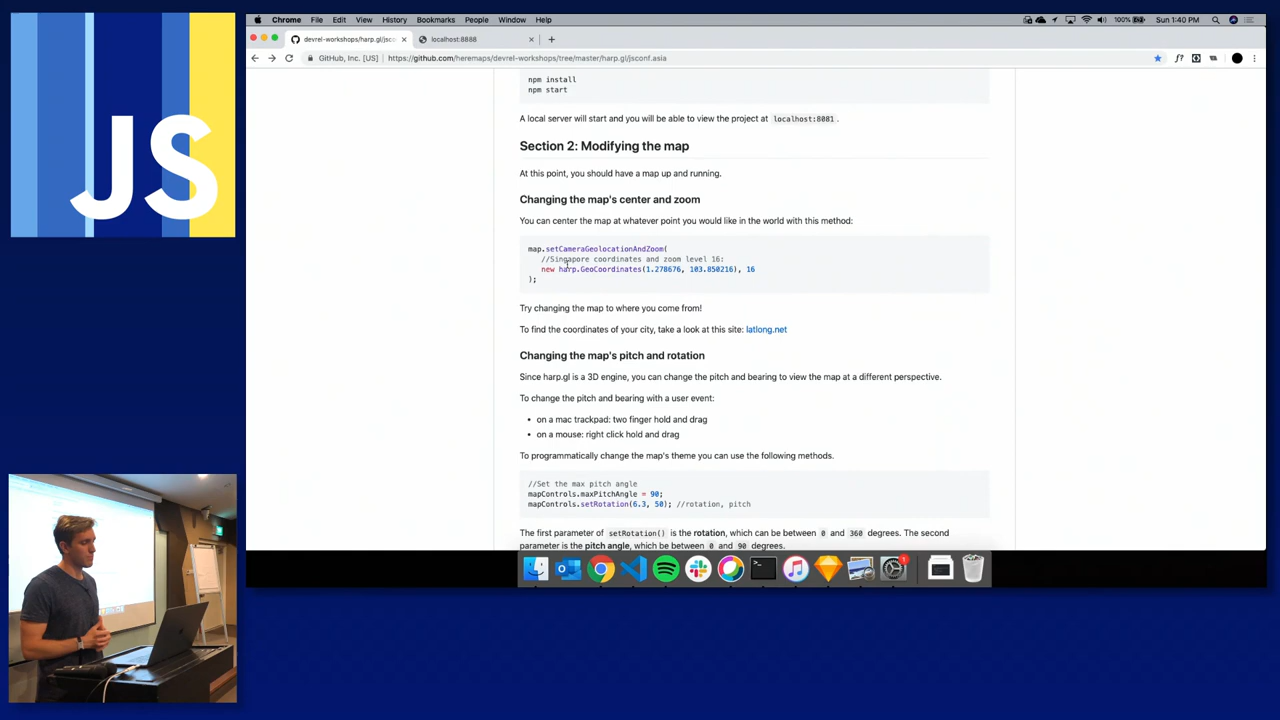 JS
Chrome File Edit View History Bookmarks People Window Help
100% Sun 1:40 PM
devrel-workshops/harp.gl/jsco
localhost:8888
GitHub, Inc. [US] https://github.com/heremaps/devrel-workshops/tree/master/harp.gl/jsconf.asia
npm install
npm start
A local server will start and you will be able to view the project at localhost:8081.
Section 2: Modifying the map
At this point, you should have a map up and running.
Changing the map's center and zoom
You can center the map at whatever point you would like in the world with this method:
map.setCameraGeolocationAndZoom(
//Singapore coordinates and zoom level 16:
new harp.GeoCoordinates(1.278676, 103.850216), 16
);
Try changing the map to where you come from!
To find the coordinates of your city, take a look at this site: latlong.net
Changing the map's pitch and rotation
Since harp.gl is a 3D engine, you can change the pitch and bearing to view the map at a different perspective.
To change the pitch and bearing with a user event:
• on a mac trackpad: two finger hold and drag
• on a mouse: right click hold and drag
To programmatically change the map's theme you can use the following methods.
//Set the max pitch angle
mapControls.maxPitchAngle = 90;
mapControls.setRotation(6.3, 50); //rotation, pitch
The first parameter of setRotation() is the rotation, which can be between 0 and 360 degrees. The second
parameter is the pitch angle, which be between 0 and 90 degrees.